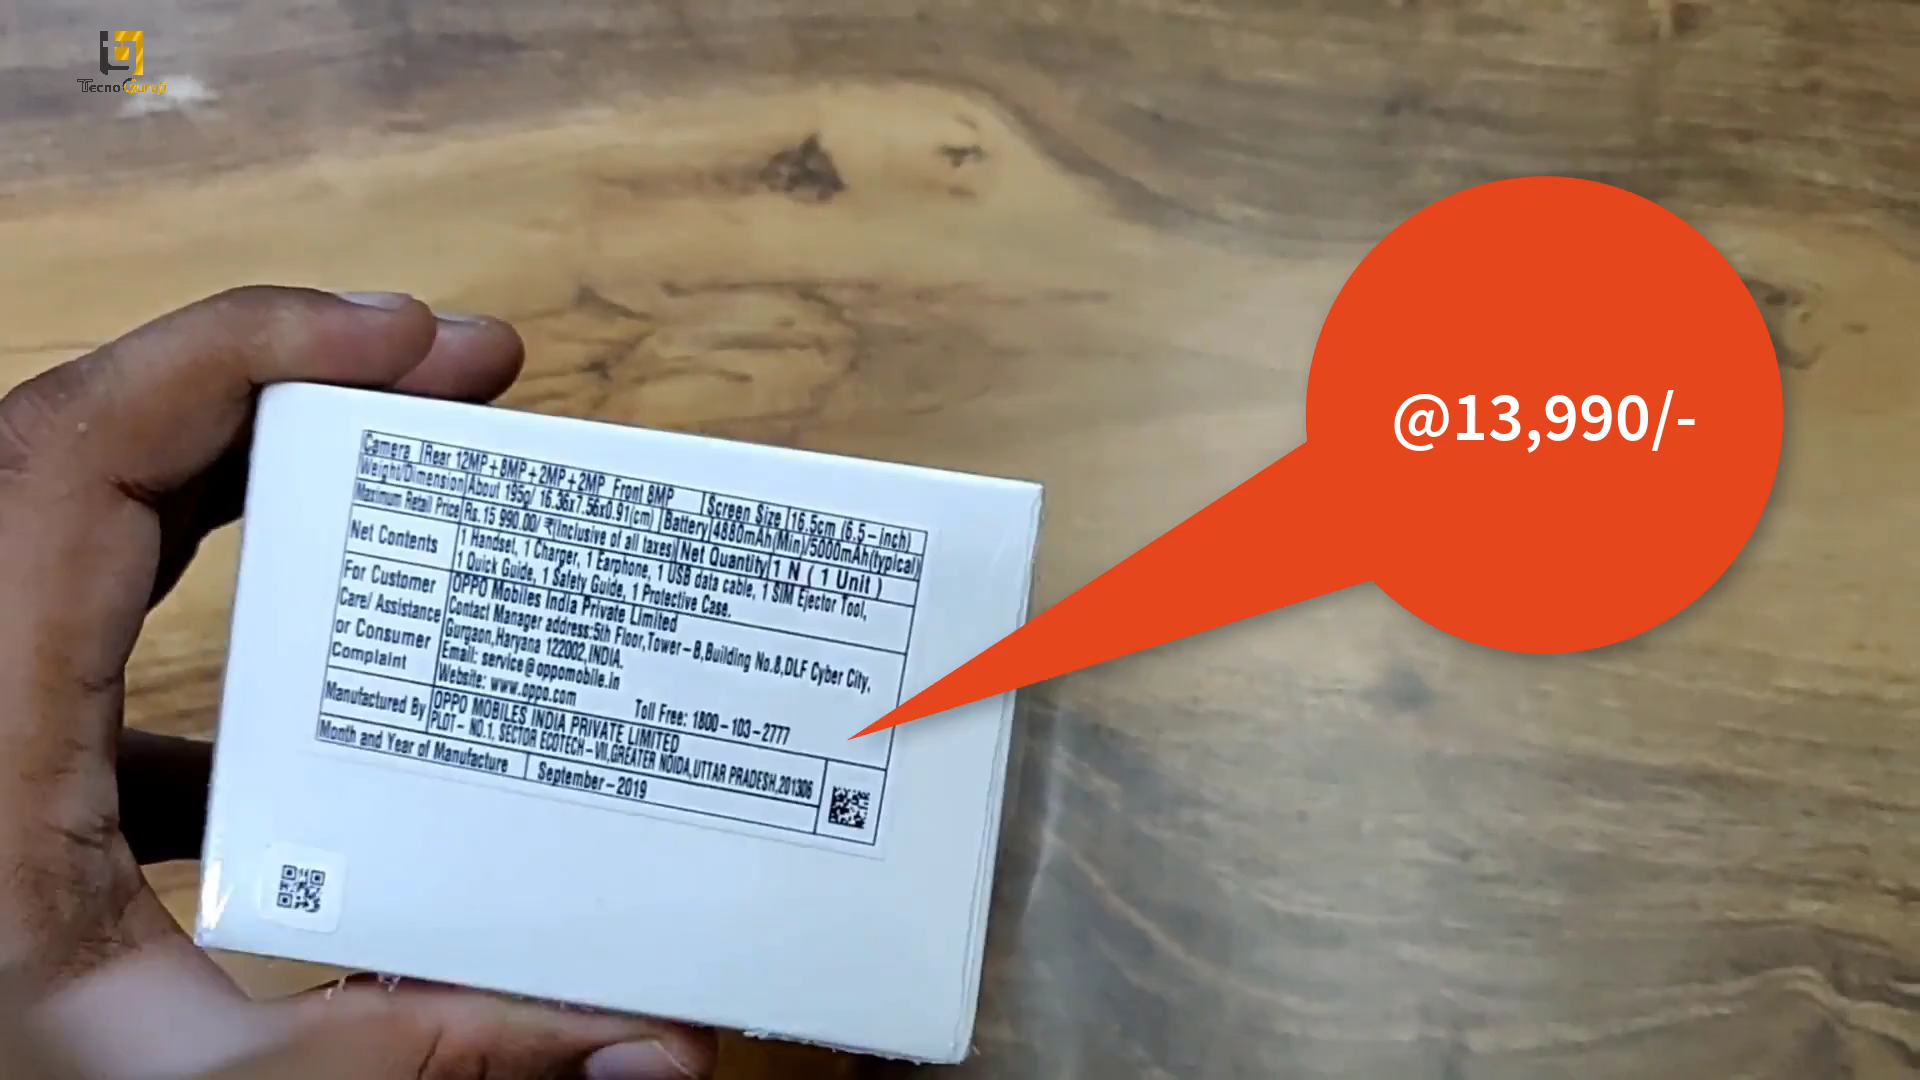 Tecno Guruji
@13,990/-
Camera Rear 12MP+8MP+2MP+2MP Front 8MP Screen Size 16.5cm (6.5-inch)
Weight/Dimension About 195g/ 16.36x7.56x0.91(cm) Battery 4880mAh(Min)/5000mAh(typical)
Maximum Retail Price Rs. 15 990.00/ ₹(Inclusive of all taxes) Net Quantity 1 N ( 1 Unit )
Net Contents 1 Handset, 1 Charger, 1 Earphone, 1 USB data cable, 1 SIM Ejector Tool,
1 Quick Guide, 1 Safety Guide, 1 Protective Case.
For Customer Care/ Assistance or Consumer Complaint
OPPO Mobiles India Private Limited
Contact Manager address:5th Floor,Tower-B,Building No.8,DLF Cyber City,
Gurgaon,Haryana 122002,INDIA.
Email: service@oppomobile.in
Website: www.oppo.com Toll Free: 1800-103-2777
Manufactured By OPPO MOBILES INDIA PRIVATE LIMITED
PLOT- NO.1, SECTOR ECOTECH-VII,GREATER NOIDA,UTTAR PRADESH,201306
Month and Year of Manufacture September-2019